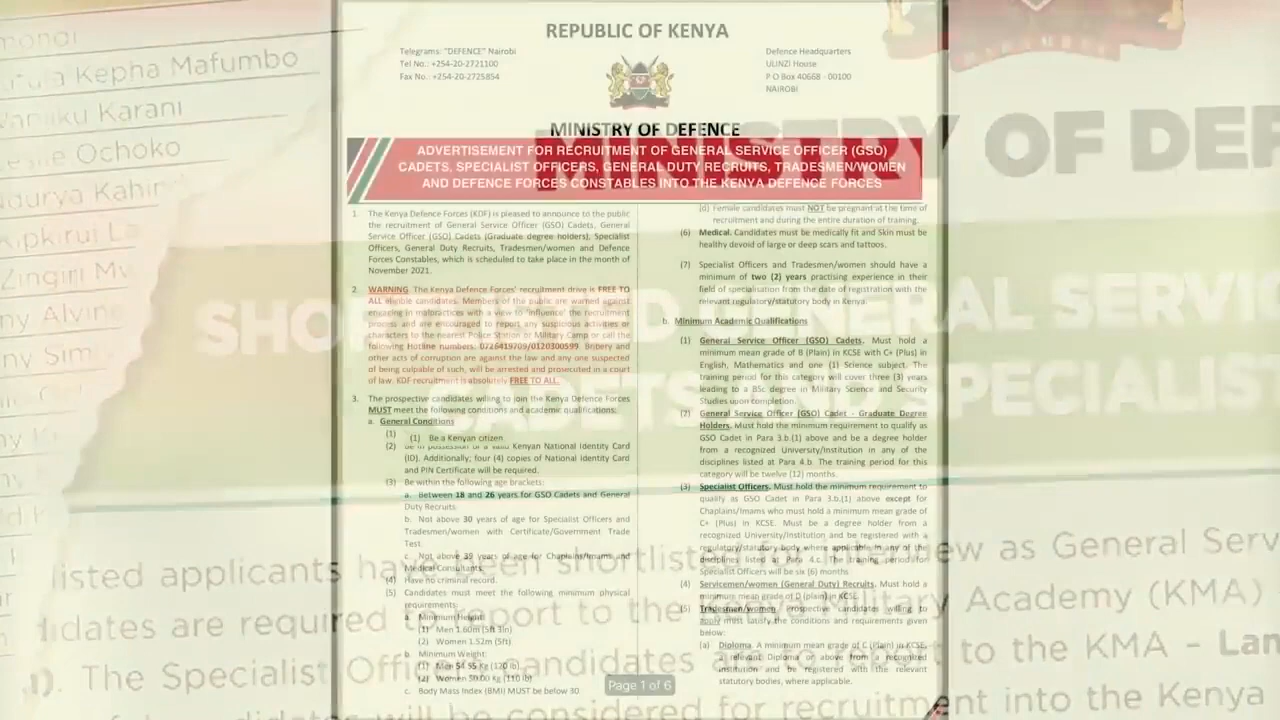 REPUBLIC OF KENYA
Telegrams: "DEFENCE" Nairobi
Tel No.: +254-20-2721100
Fax No.: +254-20-2725854
Defence Headquarters
ULINZI House
P O Box 40668 - 00100
NAIROBI
MINISTRY OF DEFENCE
ADVERTISEMENT FOR RECRUITMENT OF GENERAL SERVICE OFFICER (GSO)
CADETS, SPECIALIST OFFICERS, GENERAL DUTY RECRUITS, TRADESMEN/WOMEN
AND DEFENCE FORCES CONSTABLES INTO THE KENYA DEFENCE FORCES
1. The Kenya Defence Forces (KDF) is pleased to announce to the public
the recruitment of General Service Officer (GSO) Cadets, General
Service Officer (GSO) Cadets (Graduate degree holders), Specialist
Officers, General Duty Recruits, Tradesmen/women and Defence
Forces Constables, which is scheduled to take place in the month of
November 2021.
2. WARNING. The Kenya Defence Forces' recruitment drive is FREE TO
ALL eligible candidates. Members of the public are warned against
engaging in malpractices with a view to 'influence' the recruitment
process and are encouraged to report any suspicious activities or
characters to the nearest Police Station or Military Camp or call the
following Hotline numbers: 0726419709/0120300599. Bribery and
other acts of corruption are against the law and any one suspected
of being culpable of such, will be arrested and prosecuted in a court
of law. KDF recruitment is absolutely FREE TO ALL.
3. The prospective candidates willing to join the Kenya Defence Forces
MUST meet the following conditions and academic qualifications:
a. General Conditions
(1) (1) Be a Kenyan citizen.
(2) Be in possession of a valid Kenyan National Identity Card
(ID). Additionally, four (4) copies of National Identity Card
and PIN Certificate will be required.
(3) Be within the following age brackets:
a. Between 18 and 26 years for GSO Cadets and General
Duty Recruits.
b. Not above 30 years of age for Specialist Officers and
Tradesmen/women with Certificate/Government Trade
Test.
c. Not above 39 years of age for Chaplains/Imams and
Medical Consultants.
(4) Have no criminal record.
(5) Candidates must meet the following minimum physical
requirements:
a. Minimum Height:
(1) Men 1.60m (5ft 3in)
(2) Women 1.52m (5ft)
b. Minimum Weight:
(1) Men 54.55 Kg (120 lb)
(2) Women 50.00 kg (110 lb)
c. Body Mass Index (BMI) MUST be below 30
(d) Female candidates must NOT be pregnant at the time of
recruitment and during the entire duration of training.
(6) Medical. Candidates must be medically fit and Skin must be
healthy devoid of large or deep scars and tattoos.
(7) Specialist Officers and Tradesmen/women should have a
minimum of two (2) years practising experience in their
field of specialisation from the date of registration with the
relevant regulatory/statutory body in Kenya.
b. Minimum Academic Qualifications
(1) General Service Officer (GSO) Cadets. Must hold a
minimum mean grade of B (Plain) in KCSE with C+ (Plus) in
English, Mathematics and one (1) Science subject. The
training period for this category will cover three (3) years
leading to a BSc degree in Military Science and Security
Studies upon completion.
(2) General Service Officer (GSO) Cadet - Graduate Degree
Holders. Must hold the minimum requirement to qualify as
GSO Cadet in Para 3.b.(1) above and be a degree holder
from a recognized University/Institution in any of the
disciplines listed at Para 4.b. The training period for this
category will be twelve (12) months.
(3) Specialist Officers. Must hold the minimum requirement to
qualify as GSO Cadet in Para 3.b.(1) above except for
Chaplains/Imams who must hold a minimum mean grade of
C+ (Plus) in KCSE. Must be a degree holder from a
recognized University/Institution and be registered with a
regulatory/statutory body where applicable in any of the
disciplines listed at Para 4.c. The training period for
Specialist Officers will be six (6) months.
(4) Servicemen/women (General Duty) Recruits. Must hold a
minimum mean grade of D (plain) in KCSE.
(5) Tradesmen/women. Prospective candidates willing to
apply must satisfy the conditions and requirements given
below:
(a) Diploma. A minimum mean grade of C (Plain) in KCSE,
a relevant Diploma above from a recognized
institution and be registered with the relevant
statutory bodies, where applicable.
Page 1 of 6
Kepha Mafumbo
Karani
Ochoko
MINISTRY OF DEF
GENERAL SERVIC
CADETS AND SPECIALIST
listed applicants have been shortlisted for interview as General Serv
are required to report to the Kenya Military Academy (KMA)
The Specialist Officer candidates are to report to the KMA – Lan
will be considered for recruitment into the Kenya